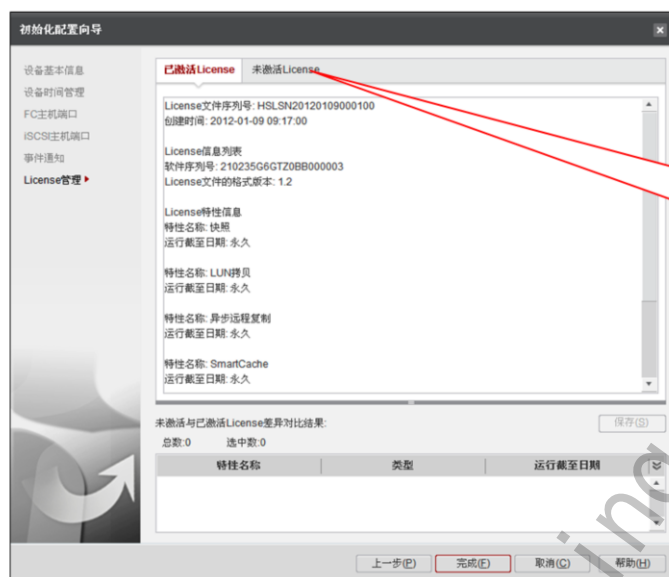 初始化配置向导
设备基本信息
设备时间管理
FC主机端口
iSCSI主机端口
事件通知
License管理
已激活License 未激活License
License文件序列号: HSLSN20120109000100
创建时间: 2012-01-09 09:17:00
License信息列表
软件序列号: 210235G6GTZ0BB000003
License文件的格式版本: 1.2
License特性信息
特性名称: 快照
运行截至日期: 永久
特性名称: LUN拷贝
运行截至日期: 永久
特性名称: 异步远程复制
运行截至日期: 永久
特性名称: SmartCache
运行截至日期: 永久
未激活与已激活License差异对比结果:
保存(S)
总数:0 选中数:0
特性名称 类型 运行截至日期
上一步(P) 完成(F) 取消(C) 帮助(H)
ing